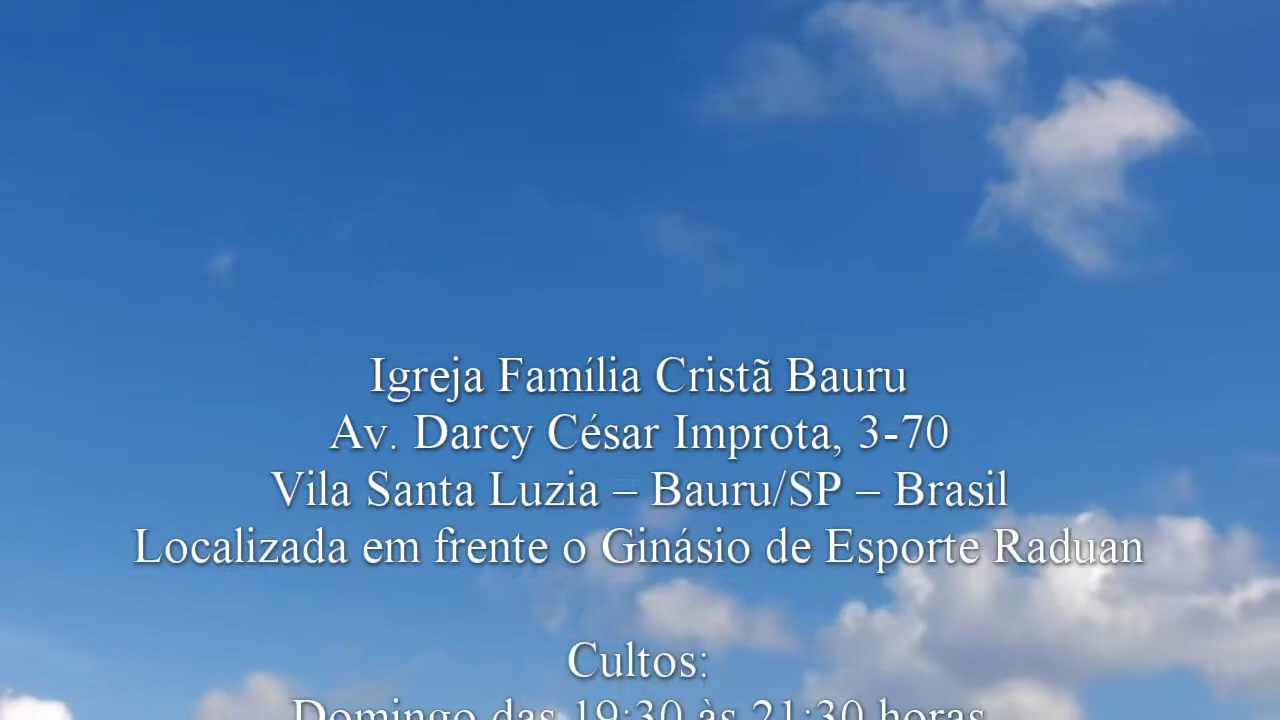 Igreja Família Cristã Bauru
Av. Darcy César Improta, 3-70
Vila Santa Luzia – Bauru/SP – Brasil
Localizada em frente o Ginásio de Esporte Raduan
Cultos:
Domingo das 19:30 às 21:30 horas